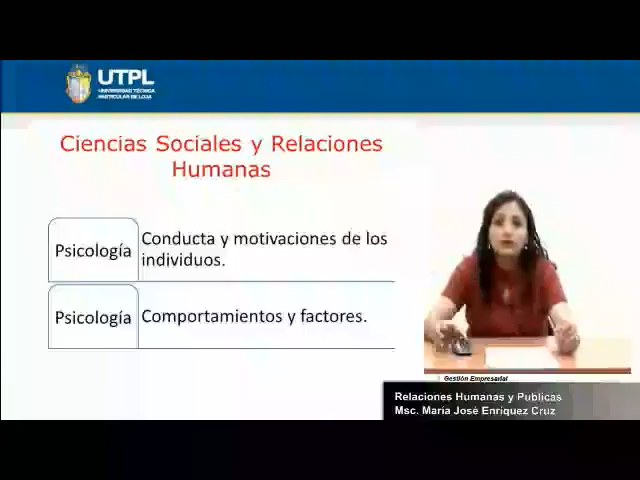 UTPL
UNIVERSIDAD TÉCNICA
PARTICULAR DE LOJA
Ciencias Sociales y Relaciones
Humanas
Psicología
Conducta y motivaciones de los
individuos.
Psicología
Comportamientos y factores.
Gestión Empresarial
Relaciones Humanas y Publicas
Msc. María José Enríquez Cruz